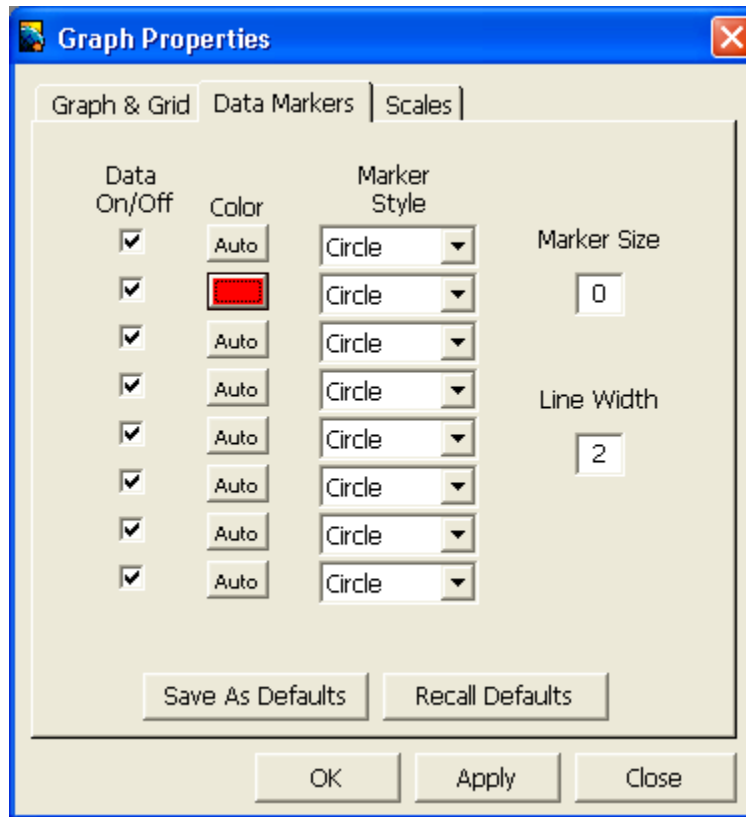 Graph Properties
Graph & Grid Data Markers Scales
Data On/Off
Color
Marker Style
Auto Circle
Circle
Auto Circle
Auto Circle
Auto Circle
Auto Circle
Auto Circle
Auto Circle
Marker Size
0
Line Width
2
Save As Defaults Recall Defaults
OK Apply Close